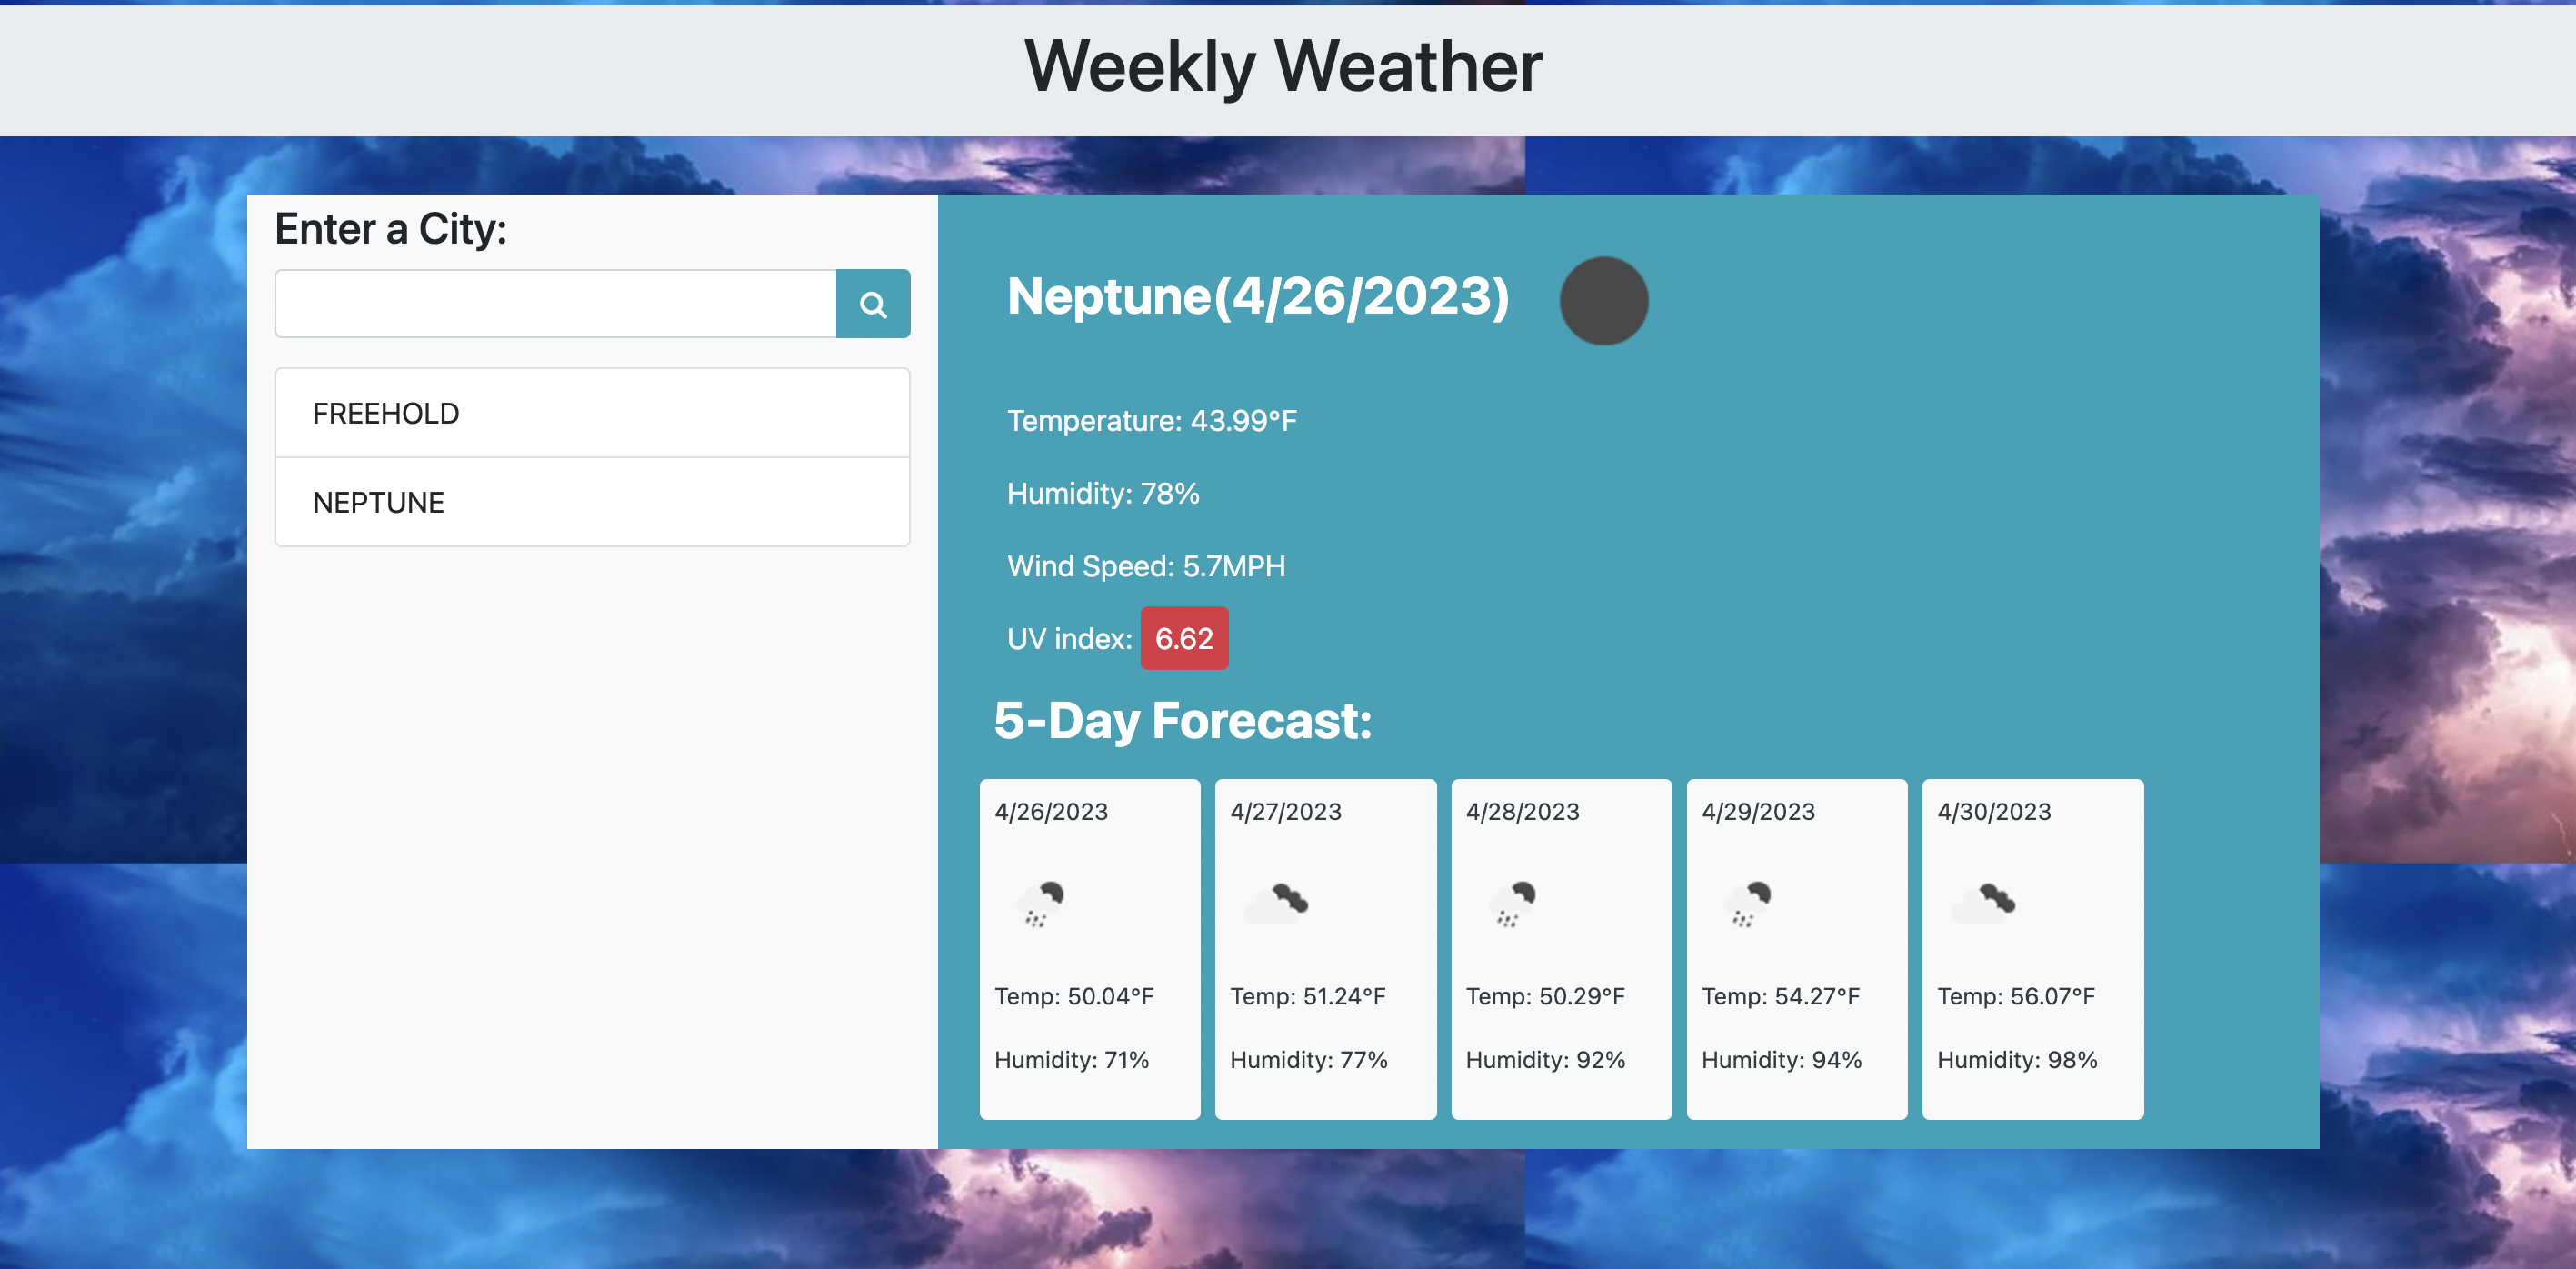 Weekly Weather
Enter a City:
FREEHOLD
NEPTUNE
Neptune(4/26/2023)
Temperature: 43.99°F
Humidity: 78%
Wind Speed: 5.7MPH
UV index: 6.62
5-Day Forecast:
4/26/2023
Temp: 50.04°F
Humidity: 71%
4/27/2023
Temp: 51.24°F
Humidity: 77%
4/28/2023
Temp: 50.29°F
Humidity: 92%
4/29/2023
Temp: 54.27°F
Humidity: 94%
4/30/2023
Temp: 56.07°F
Humidity: 98%